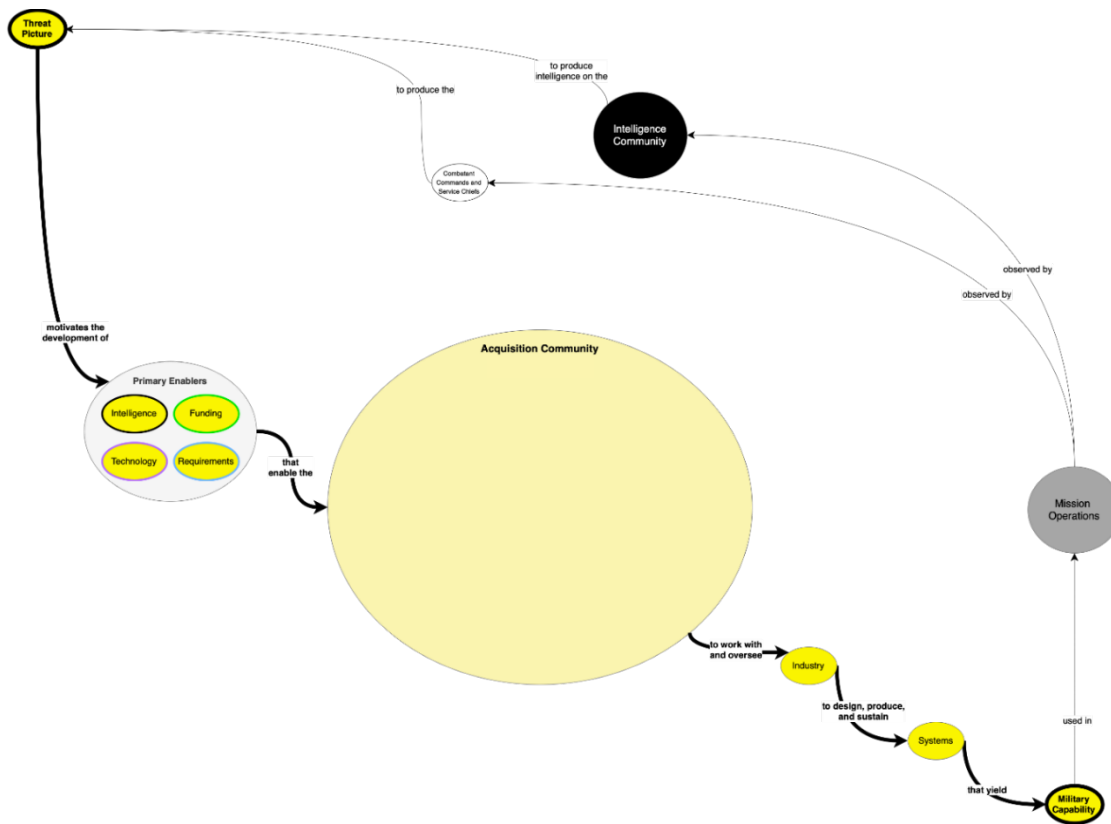 Threat
Picture
to produce
intelligence on the
to produce the
Intelligence
Community
Combatant
Commands and
Service Chiefs
observed by
observed by
motivates the
development of
Acquisition Community
Primary Enablers
Intelligence
Funding
Technology
Requirements
that
enable the
Mission
Operations
to work with
and oversee
Industry
to design, produce,
and sustain
used in
Systems
that yield
Military
Capability